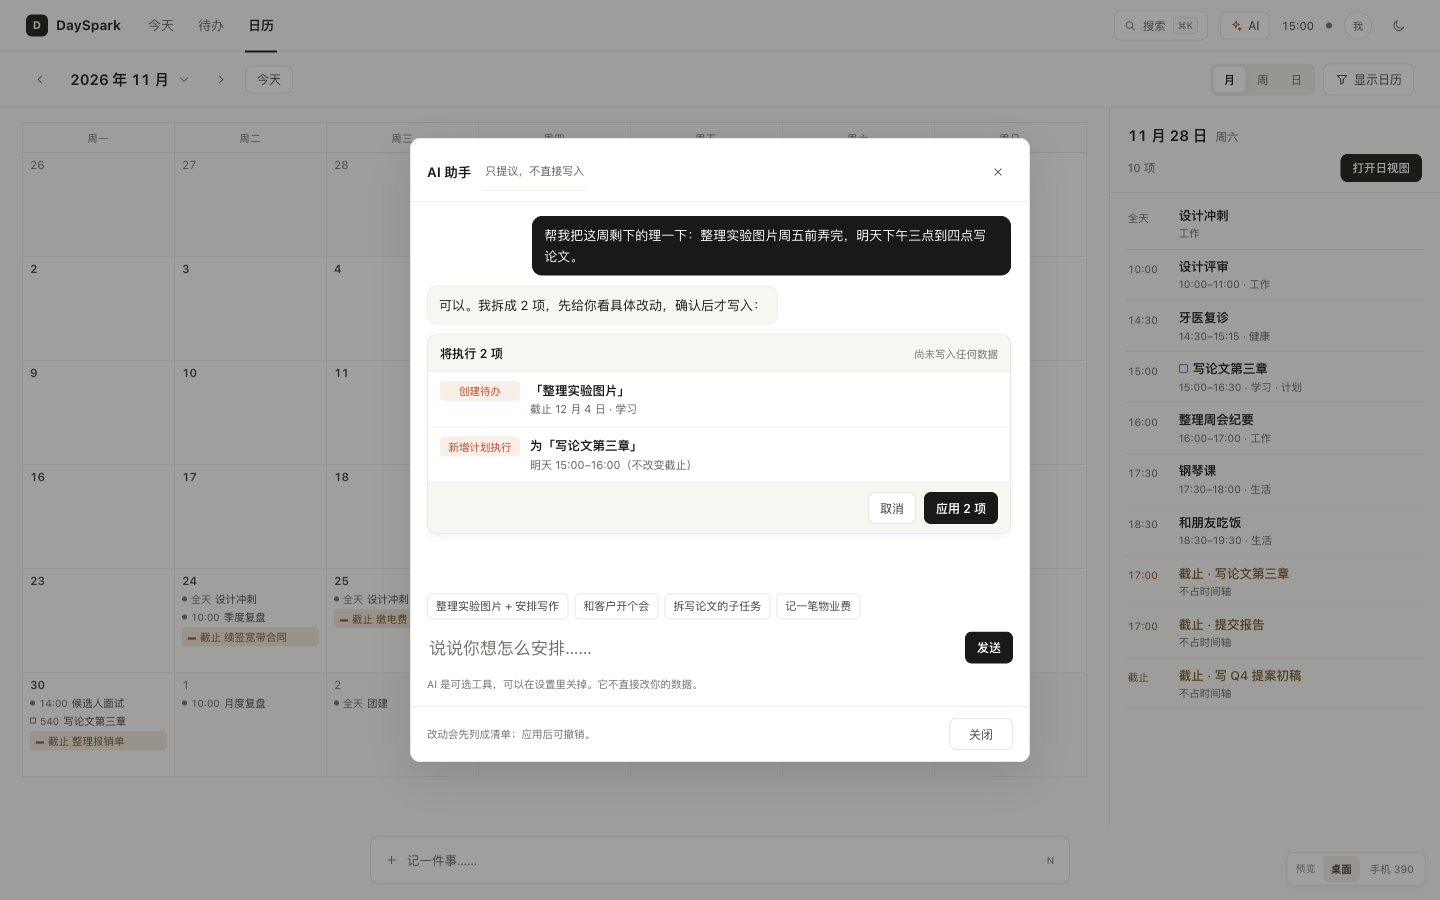 D DaySpark 今天 待办 日历
搜索 ⌘K AI 15:00 我
2026 年 11 月 今天
月 周 日 显示日历
周一 周二 周三 周四 周五 周六 周日
26 27 28
2 3 4
9 10 11
16 17 18
23 24 25
全天 设计冲刺
10:00 季度复盘
截止 续签宽带合同
全天 设计冲刺
截止 缴电费
30 1 2
14:00 候选人面试
540 写论文第三章
截止 整理报销单
10:00 月度复盘
全天 团建
AI 助手 只提议，不直接写入
帮我把这周剩下的理一下：整理实验图片周五前弄完，明天下午三点到四点写
论文。
可以。我拆成 2 项，先给你看具体改动，确认后才写入：
将执行 2 项 尚未写入任何数据
创建待办 「整理实验图片」
截止 12 月 4 日 · 学习
新增计划执行 为「写论文第三章」
明天 15:00–16:00（不改变截止）
取消 应用 2 项
整理实验图片 + 安排写作 和客户开个会 拆写论文的子任务 记一笔物业费
说说你想怎么安排…… 发送
AI 是可选工具，可以在设置里关掉。它不直接改你的数据。
改动会先列成清单；应用后可撤销。 关闭
11 月 28 日 周六
10 项 打开日视图
全天 设计冲刺
工作
10:00 设计评审
10:00–11:00 · 工作
14:30 牙医复诊
14:30–15:15 · 健康
15:00 写论文第三章
15:00–16:30 · 学习 · 计划
16:00 整理周会纪要
16:00–17:00 · 工作
17:30 钢琴课
17:30–18:00 · 生活
18:30 和朋友吃饭
18:30–19:30 · 生活
17:00 截止 · 写论文第三章
不占时间轴
17:00 截止 · 提交报告
不占时间轴
截止 截止 · 写 Q4 提案初稿
不占时间轴
+ 记一件事…… N
预览 桌面 手机 390